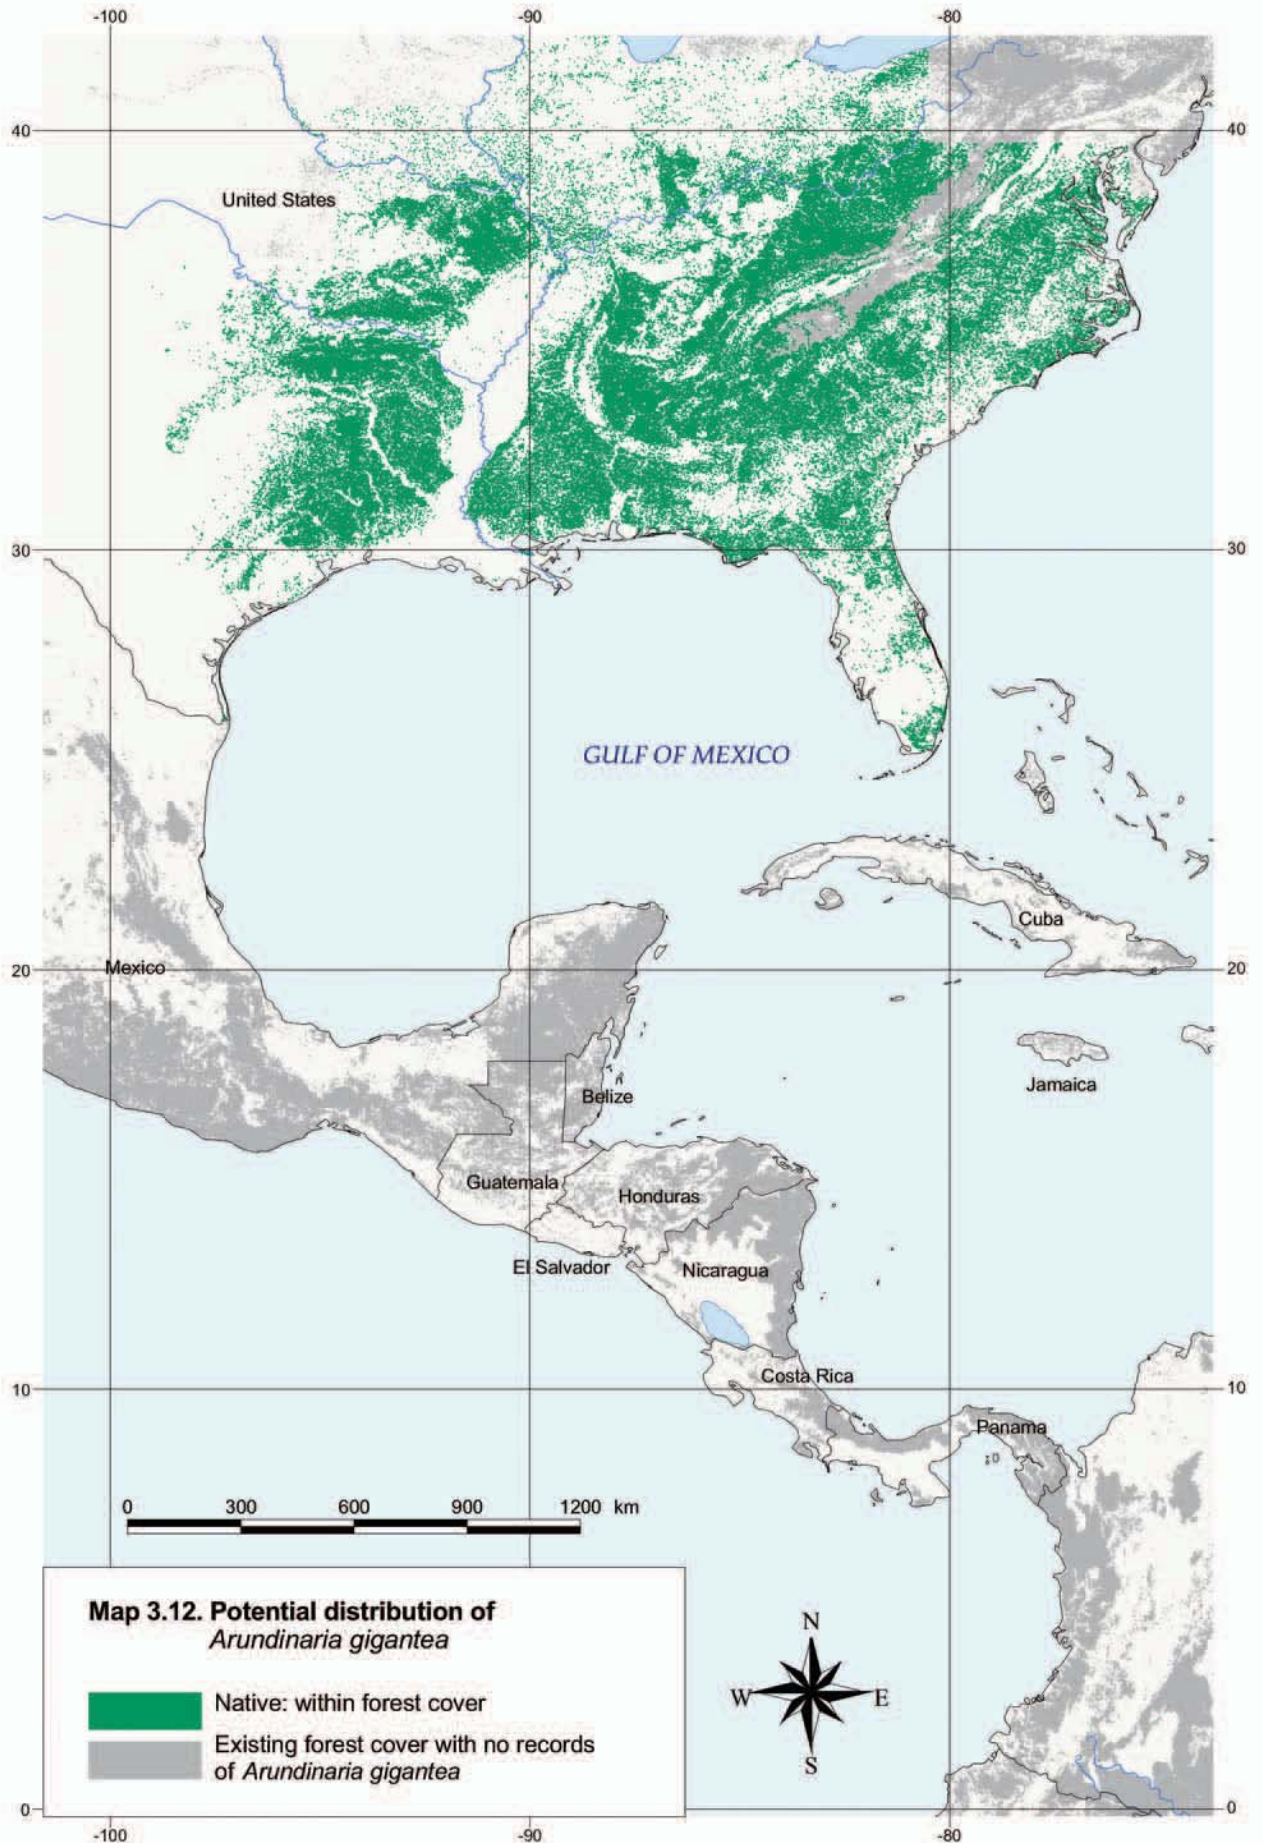 -100 -90 -80
40 40
United States
30 30
GULF OF MEXICO
Cuba
Mexico
20 20
Jamaica
Belize
Guatemala
Honduras
El Salvador
Nicaragua
Costa Rica
10 10
Panama
0 300 600 900 1200 km
Map 3.12. Potential distribution of
Arundinaria gigantea
N
W E
S
Native: within forest cover
Existing forest cover with no records
of Arundinaria gigantea
0 0
-100 -90 -80